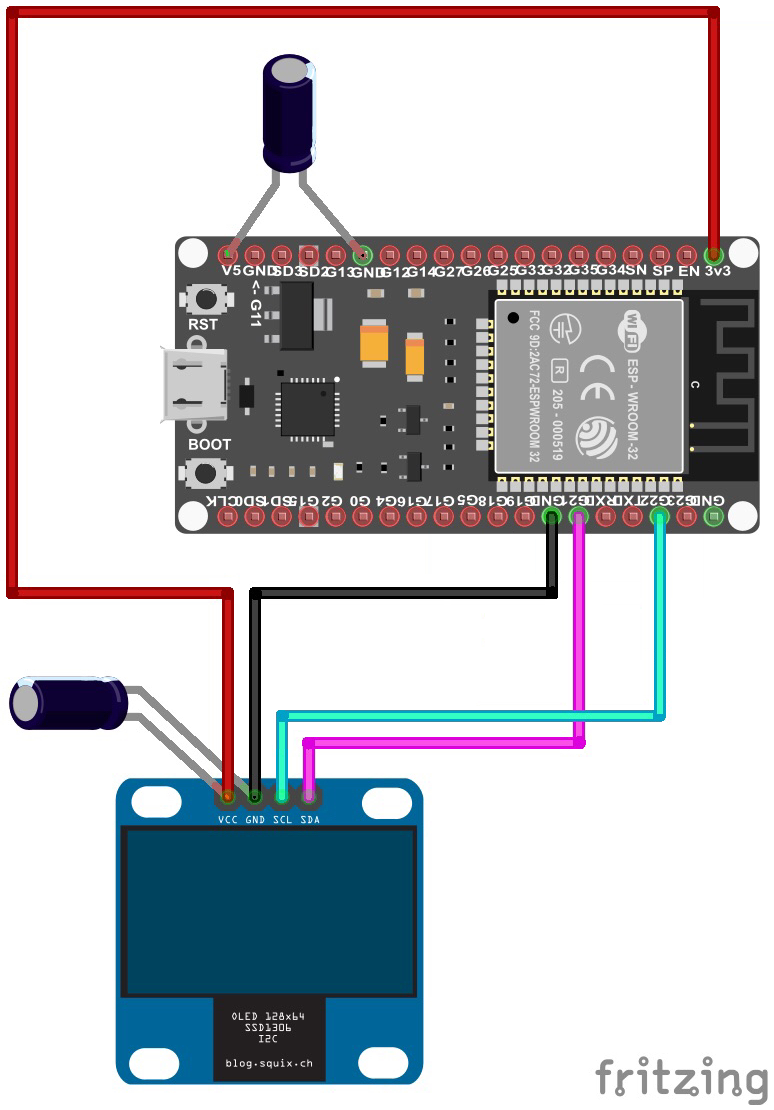 V5 GND SD3 SD2 G13 GND G12 G14 G27 G26 G25 G33 G32 G35 G34 SN SP EN 3v3
<- G11
RST
BOOT
FCC 9D:2AC72-ESPWROOM 32
R
205 - 000519
CE
WiFi
ESP - WROOM -32
C
CLK SD0 SD1 G15 G2 G0 G4 G16 G17 G5 G18 G19 GND G21 RXD TXD G22 G23 GND
VCC GND SCL SDA
OLED 128x64
SSD1306
I2C
blog.squix.ch
fritzing